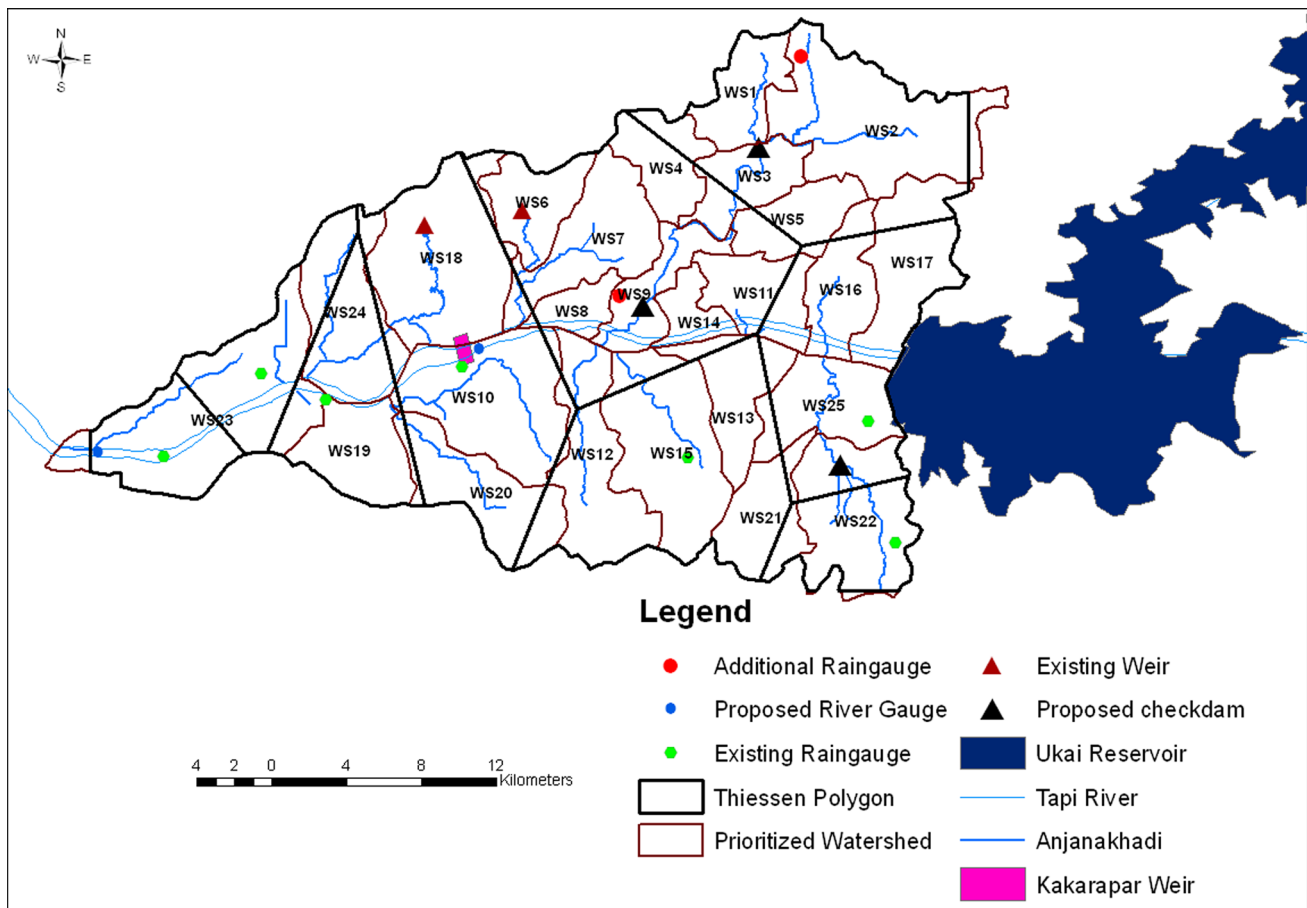 N
W E
S
WS1
WS2
WS4
WS3
WS6
WS5
WS7
WS18
WS17
WS16
WS9
WS11
WS24
WS8
WS14
WS10
WS25
WS23
WS13
WS19
WS12
WS15
WS20
WS21
WS22
Legend
Additional Raingauge
Existing Weir
Proposed River Gauge
Proposed checkdam
Existing Raingauge
Ukai Reservoir
4 2 0 4 8 12
Kilometers
Thiessen Polygon
Tapi River
Prioritized Watershed
Anjanakhadi
Kakarapar Weir